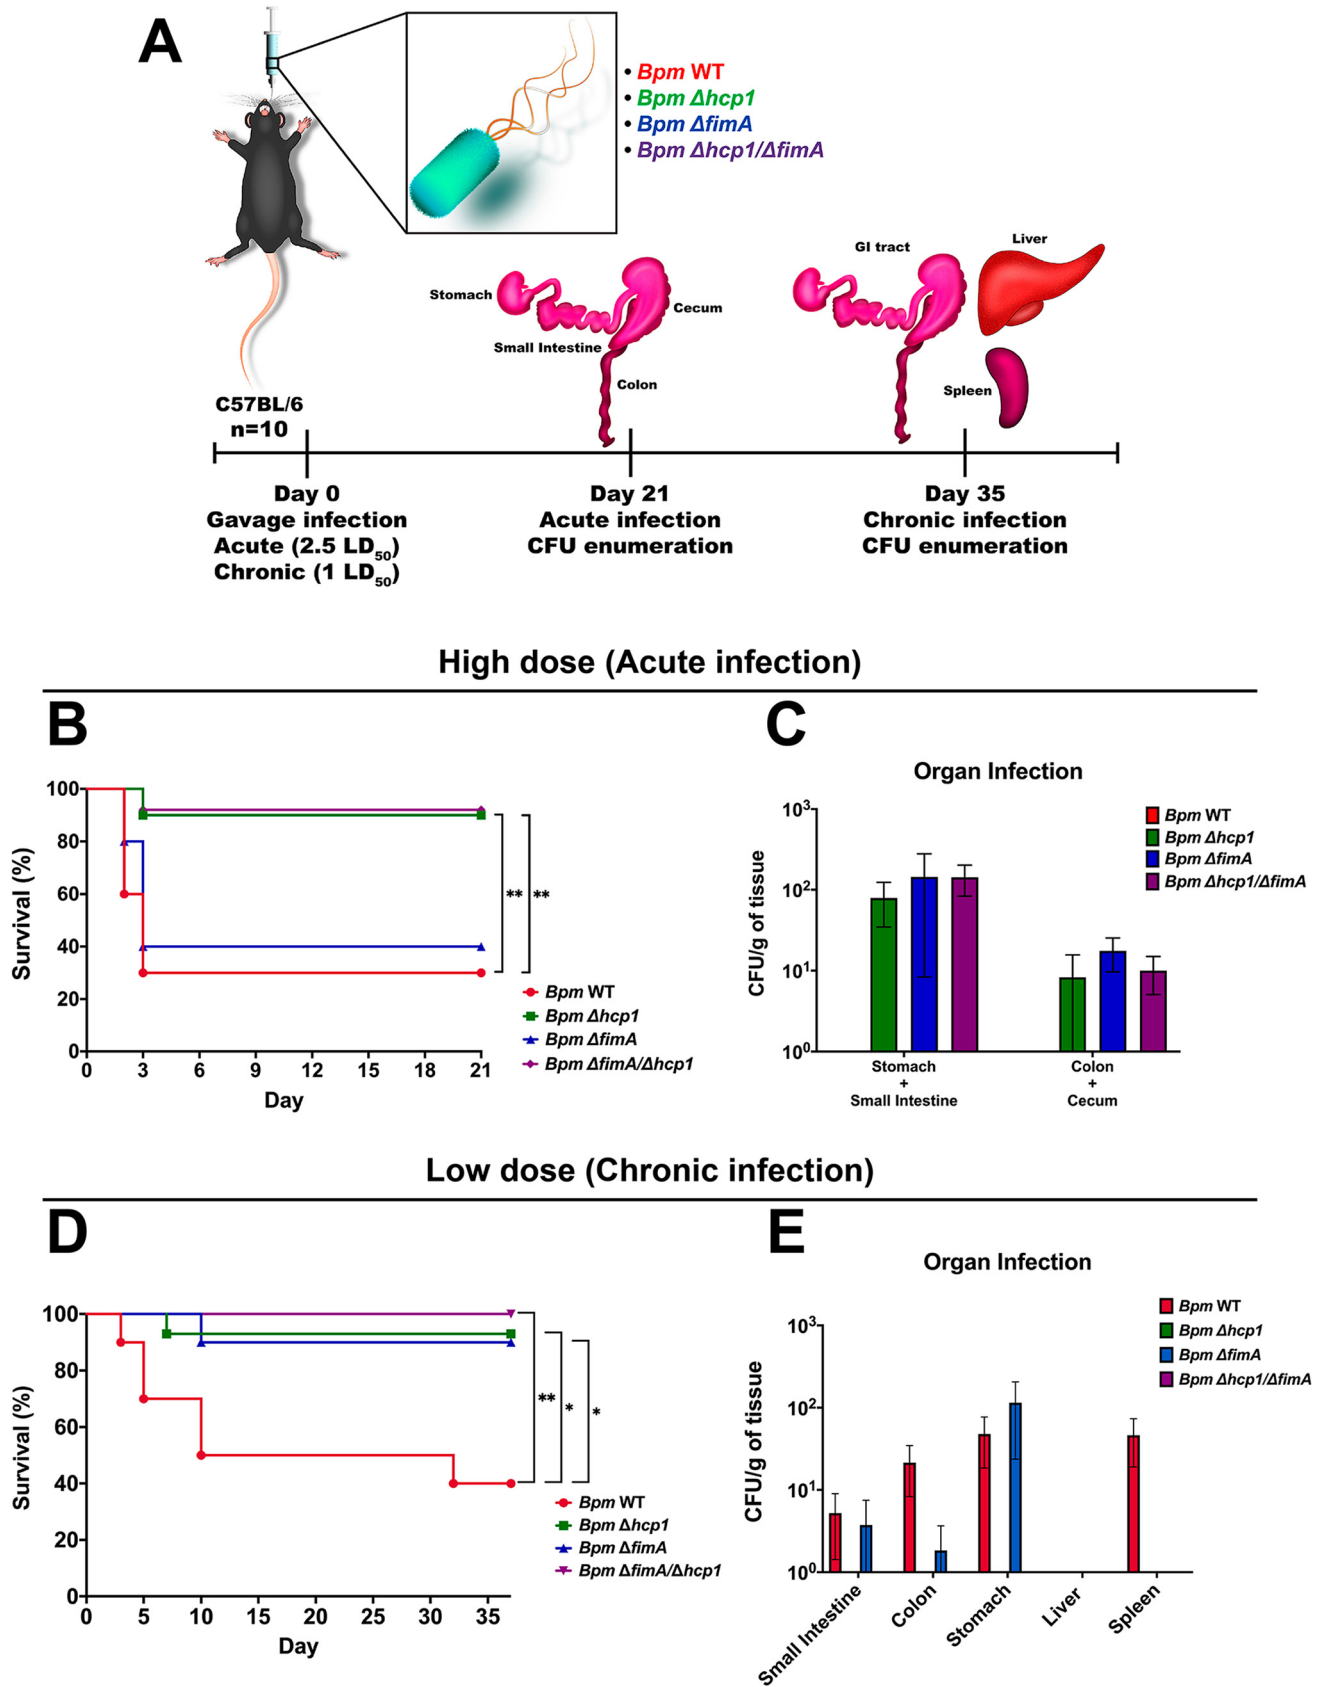 A
• Bpm WT
• Bpm Δhcp1
• Bpm ΔfimA
• Bpm Δhcp1/ΔfimA
Stomach
Cecum
Small Intestine
Colon
GI tract
Liver
Spleen
C57BL/6
n=10
Day 0
Gavage infection
Acute (2.5 LD50)
Chronic (1 LD50)
Day 21
Acute infection
CFU enumeration
Day 35
Chronic infection
CFU enumeration
High dose (Acute infection)
B
Survival (%)
100
80
60
40
20
0
0 3 6 9 12 15 18 21
Day
** **
Bpm WT
Bpm Δhcp1
Bpm ΔfimA
Bpm ΔfimA/Δhcp1
C
Organ Infection
CFU/g of tissue
10³
10²
10¹
10⁰
Stomach
+
Small Intestine
Colon
+
Cecum
Bpm WT
Bpm Δhcp1
Bpm ΔfimA
Bpm Δhcp1/ΔfimA
Low dose (Chronic infection)
D
Survival (%)
100
80
60
40
20
0
0 5 10 15 20 25 30 35
Day
** * *
Bpm WT
Bpm Δhcp1
Bpm ΔfimA
Bpm ΔfimA/Δhcp1
E
Organ Infection
CFU/g of tissue
10³
10²
10¹
10⁰
Small Intestine
Colon
Stomach
Liver
Spleen
Bpm WT
Bpm Δhcp1
Bpm ΔfimA
Bpm Δhcp1/ΔfimA